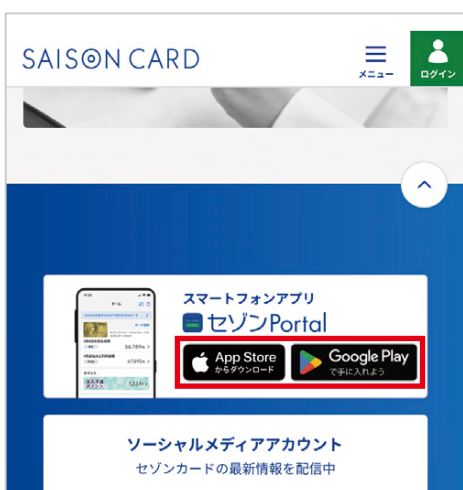 SAISON CARD
メニュー
ログイン
スマートフォンアプリ
セゾンPortal
App Store
からダウンロード
Google Play
で手に入れよう
ソーシャルメディアアカウント
セゾンカードの最新情報を配信中